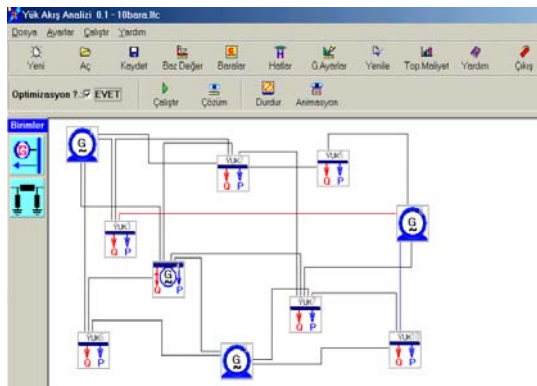 Yük Akış Analizi 0.1 - 10bara.lfc
Dosya Ayarlar Çalıştır Yardım
Yeni Aç Kaydet Baz Değer Baralar Hatlar G.Ayarlar Yenile Top.Maliyet Yardım Çıkış
Optimizasyon ? EVET Çalıştır Çözüm Durdur Animasyon
Birimler
G
G
YUK
Q P
YUK
Q P
G
YUK
Q P
G
Q P
YUK
Q P
YUK
Q P
G
YUK
Q P